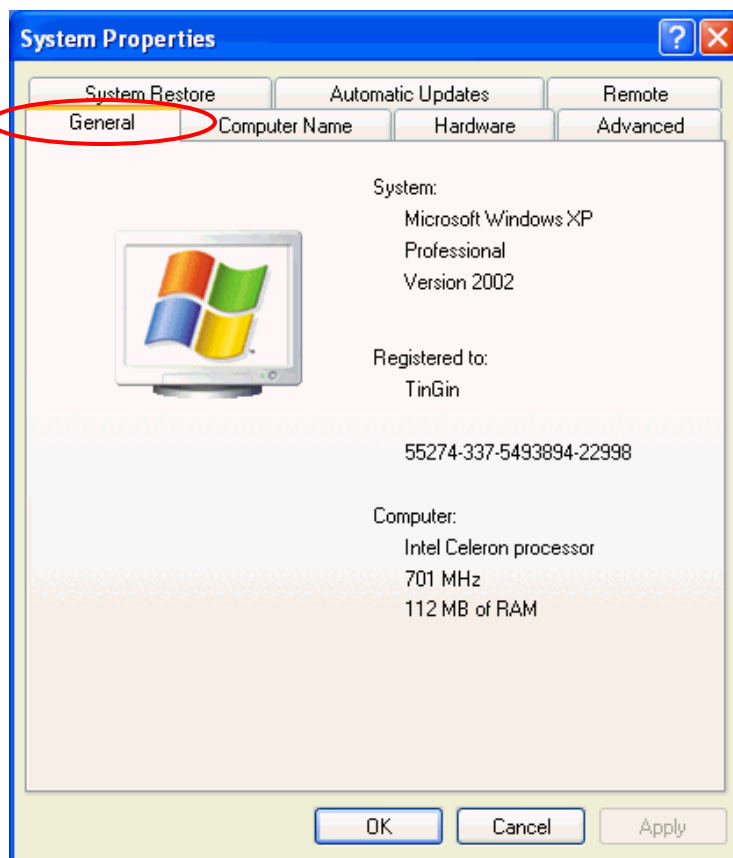 System Properties
System Restore Automatic Updates Remote
General Computer Name Hardware Advanced
System:
Microsoft Windows XP
Professional
Version 2002
Registered to:
TinGin
55274-337-5493894-22998
Computer:
Intel Celeron processor
701 MHz
112 MB of RAM
OK Cancel Apply